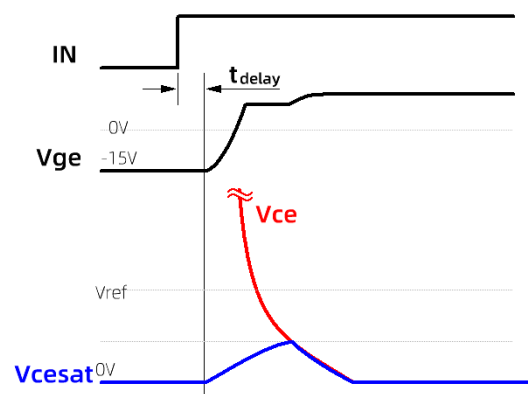 IN
tdelay
0V
Vge
-15V
Vce
Vref
Vcesat
0V